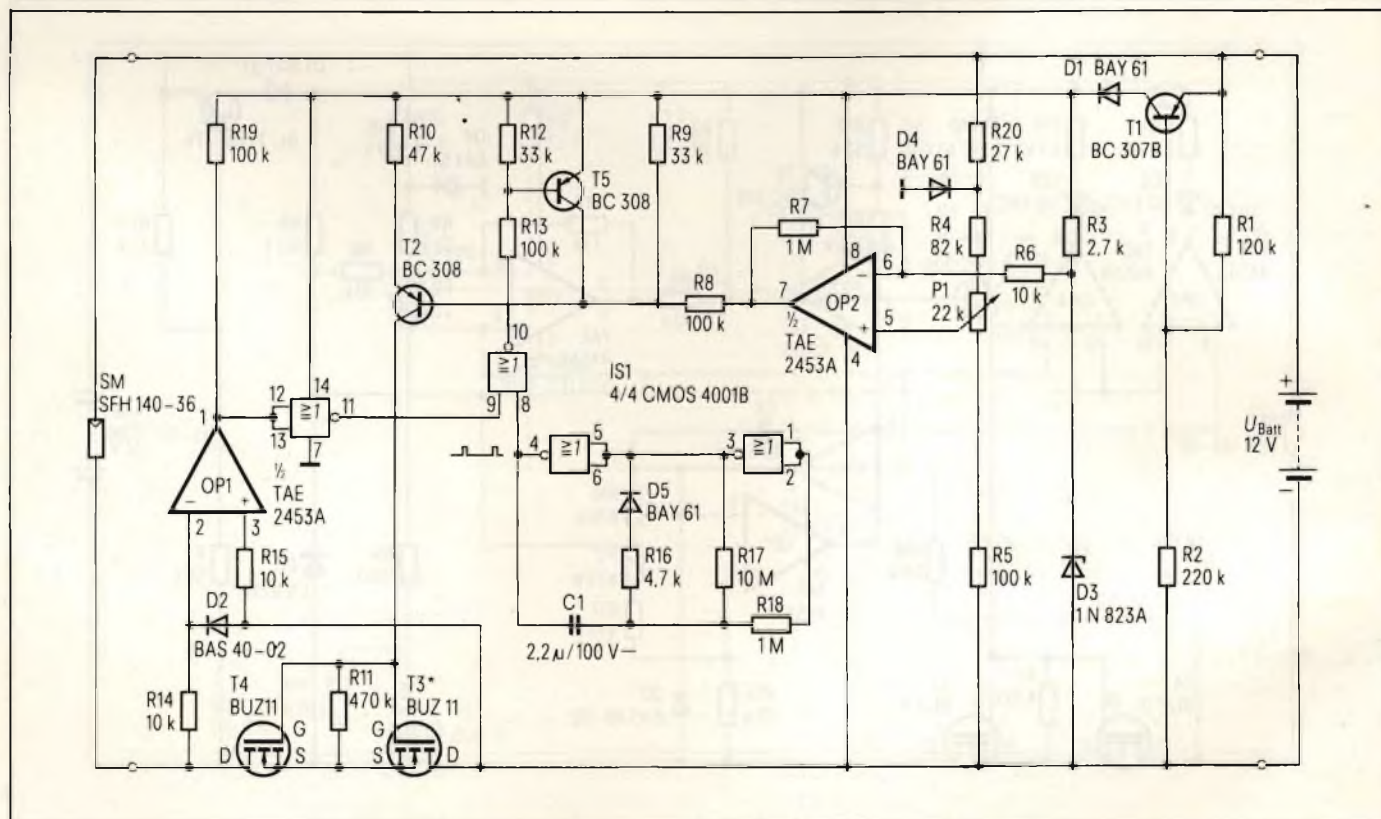 D1 BAY 61
R19
100 k
R10
47 k
R12
33 k
R9
33 k
D4
BAY 61
R20
27 k
T1
BC 307B
T5
BC 308
R7
1 M
R4
82 k
R3
2,7 k
R1
120 k
R13
100 k
T2
BC 308
8
6
R6
10 k
R8
100 k
7
OP2
P1
22 k
½
TAE
2453A
5
4
10
≧1
9
8
IS1
4/4 CMOS 4001B
SM
SFH 140-36
12
13
14
≧1
11
7
1
OP1
½
TAE
2453A
2
3
4
≧1
5
6
3
≧1
1
2
U Batt
12 V
D5
BAY 61
R15
10 k
R16
4,7 k
R17
10 M
R5
100 k
R2
220 k
D3
1 N 823A
D2
BAS 40-02
C1
2,2 µ/100 V–
R18
1 M
R14
10 k
T4
BUZ11
R11
470 k
T3*
BUZ 11
G
G
D
S
S
D